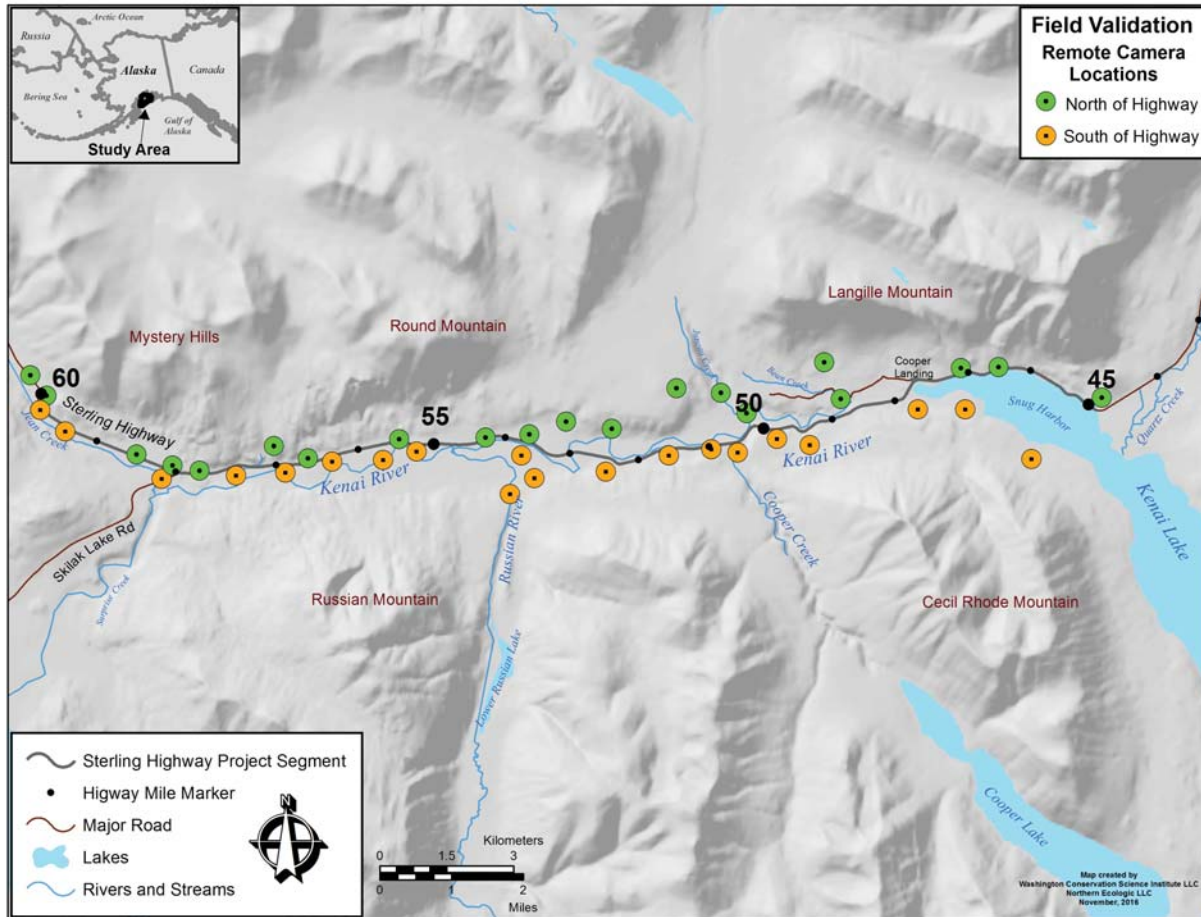 Arctic Ocean
Russia
Alaska
Canada
Bering Sea
Gulf of
Alaska
Study Area
Field Validation
Remote Camera
Locations
North of Highway
South of Highway
Langille Mountain
Mystery Hills
Round Mountain
Juneau Creek
Bean Creek
Cooper
Landing
60
Sterling Highway
Jean Creek
55
50
45
Snug Harbor
Quartz Creek
Kenai River
Kenai River
Kenai Lake
Skilak Lake Rd
Surprise Creek
Russian River
Cooper Creek
Russian Mountain
Cecil Rhode Mountain
Lower Russian Lake
Cooper Lake
Sterling Highway Project Segment
Higway Mile Marker
Major Road
Lakes
Rivers and Streams
N
Kilometers
0 1.5 3
0 1 2
Miles
Map created by
Washington Conservation Science Institute LLC
Northern Ecologic LLC
November, 2016